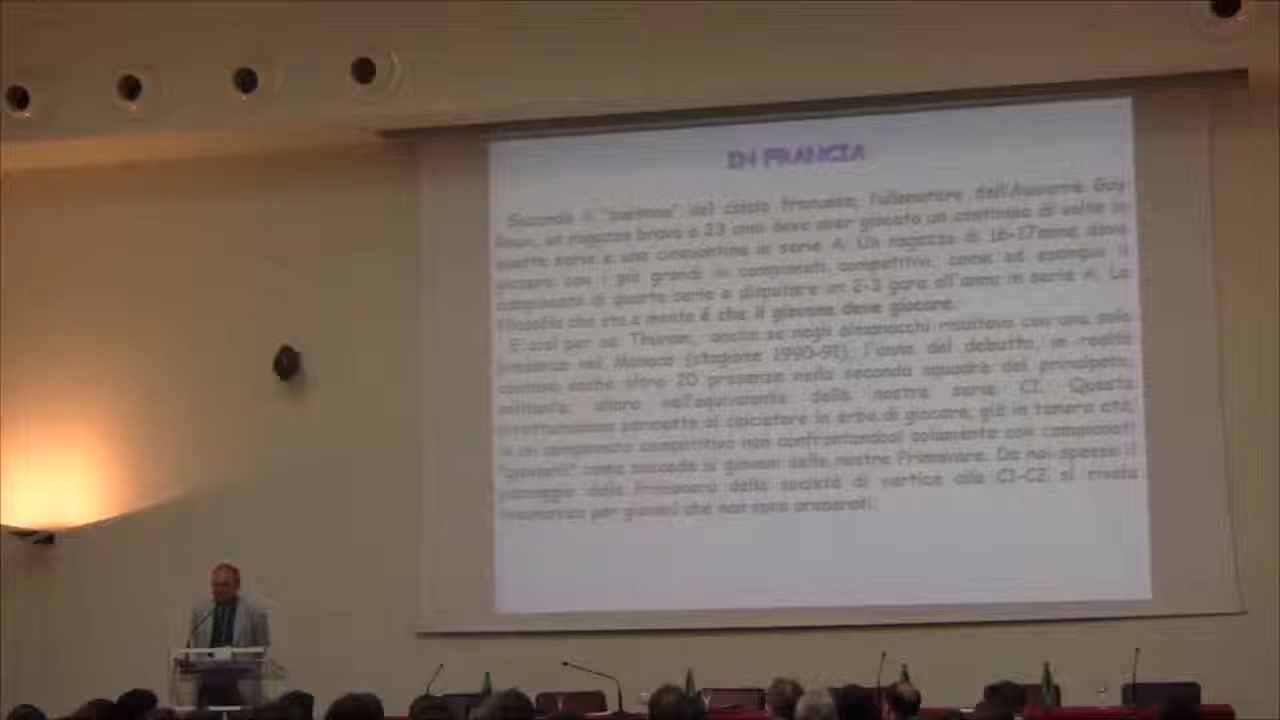 IN FRANCIA
Secondo il del calcio francese, l'allenatore dell'Auxerre Guy
Roux, un ragazzo bravo a 23 anni deve aver giocato un centinaio di volte in
quarta serie e una cinquantina in serie A. Un ragazzo di 16-17anni deve
giocare con i più grandi in campionati competitivi, come ad esempio il
campionato di quarta serie e disputare un 2-3 gare all'anno in serie A. La
filosofia che sta a monte è che il giovane deve giocare.
E così per es. Thuram, anche se negli almanacchi risultava con una sola
presenza nel Monaco (stagione 1990-91), l'anno del debutto, in realtà
contava anche oltre 20 presenze nella seconda squadra del principato,
militante allora nell'equivalente della nostra serie C1. Questa
permette al calciatore in erba di giocare, già in tenera età,
in un campionato competitivo non confrontandosi solamente con campionati
"giovanili" come succede ai giovani delle nostre Primavere. Da noi spesso il
passaggio dalla Primavera delle società di vertice alla C1-C2 si rivela
traumatico per giovani che non sono preparati.